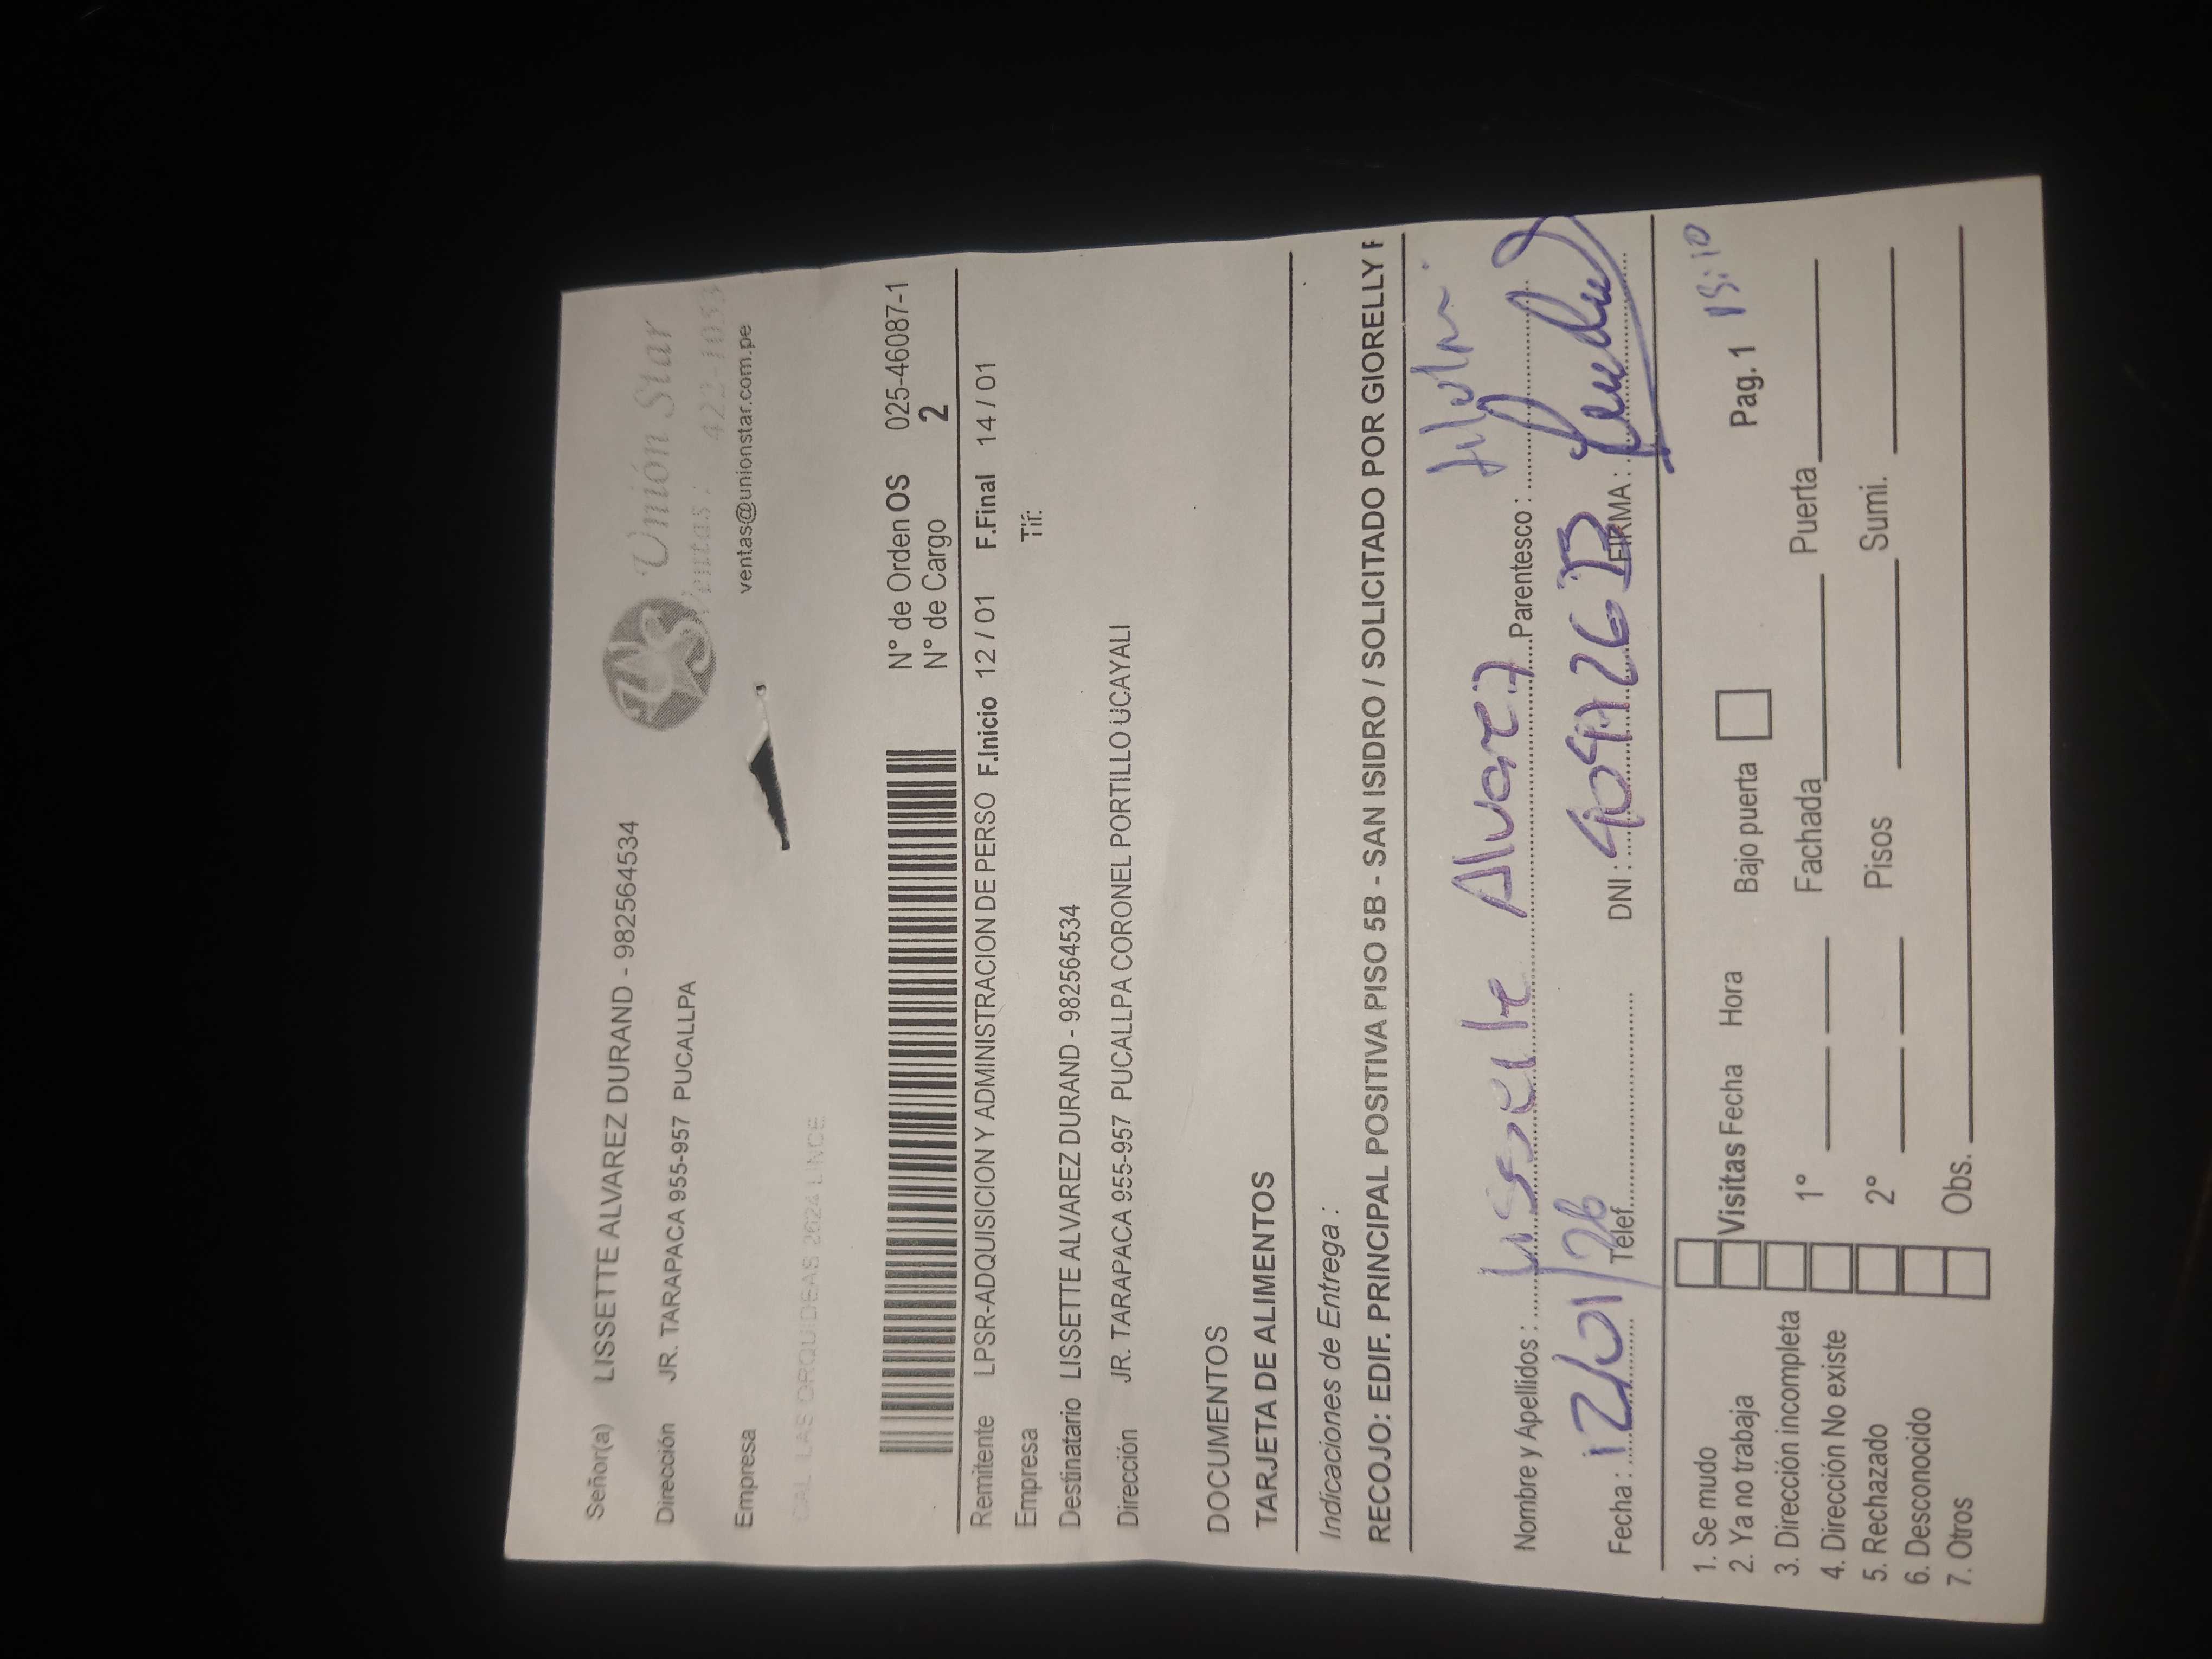 Señor(a) LISSETTE ALVAREZ DURAND - 982564534
Unión Star
Dirección JR. TARAPACA 955-957 PUCALLPA
Ventas: 422-1053
Empresa
ventas@unionstar.com.pe
CAL LAS ORQUIDEAS 2624 LINCE
N° de Orden OS 025-46087-1
N° de Cargo 2
Remitente LPSR-ADQUISICION Y ADMINISTRACION DE PERSO F.Inicio 12 / 01 F.Final 14 / 01
Empresa Tlf:
Destinatario LISSETTE ALVAREZ DURAND - 982564534
Dirección JR. TARAPACA 955-957 PUCALLPA CORONEL PORTILLO UCAYALI
DOCUMENTOS
TARJETA DE ALIMENTOS
Indicaciones de Entrega :
RECOJO: EDIF. PRINCIPAL POSITIVA PISO 5B - SAN ISIDRO / SOLICITADO POR GIORELLY
Nombre y Apellidos : Lissette Alvarez Parentesco :
Fecha : 12/01/26 Telef. DNI : FIRMA :
Pag. 1
1. Se mudo
2. Ya no trabaja Visitas Fecha Hora Bajo puerta
3. Dirección incompleta 1° Fachada Puerta
4. Dirección No existe
5. Rechazado 2° Pisos Sumi.
6. Desconocido
7. Otros Obs.